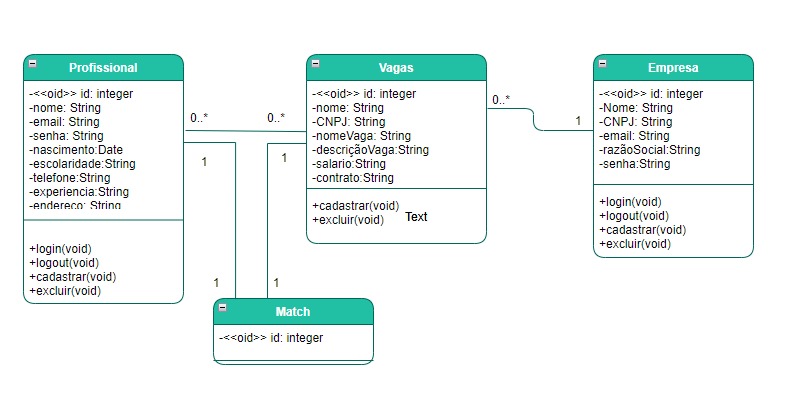 Profissional
-<<oid>> id: integer
-nome: String
-email: String
-senha: String
-nascimento:Date
-escolaridade:String
-telefone:String
-experiencia:String
-endereco: String
+login(void)
+logout(void)
+cadastrar(void)
+excluir(void)
0..*
0..*
1
1
Vagas
-<<oid>> id: integer
-nome: String
-CNPJ: String
-nomeVaga: String
-descriçãoVaga:String
-salario:String
-contrato:String
+cadastrar(void)
+excluir(void)
Text
0..*
1
Empresa
-<<oid>> id: integer
-Nome: String
-CNPJ: String
-email: String
-razãoSocial:String
-senha:String
+login(void)
+logout(void)
+cadastrar(void)
+excluir(void)
1
1
Match
-<<oid>> id: integer